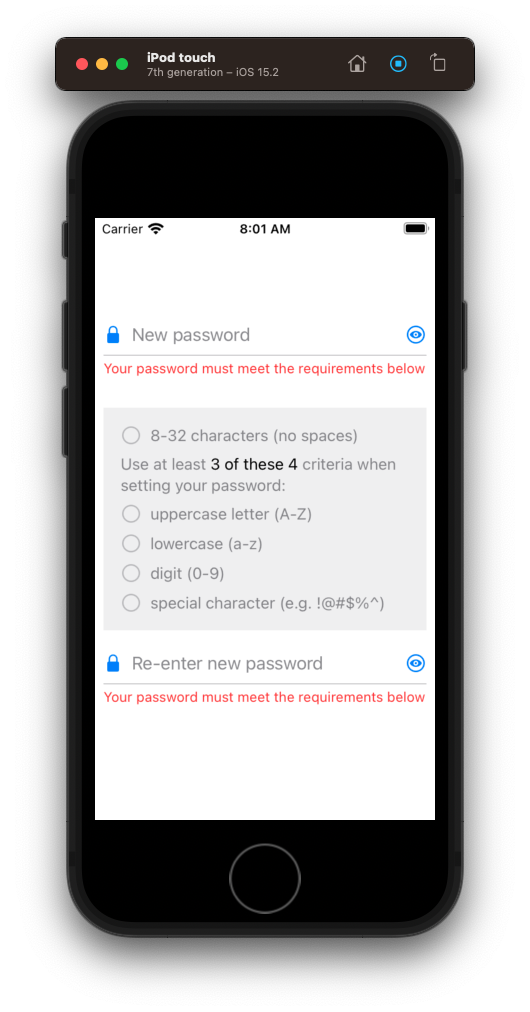 iPod touch
7th generation – iOS 15.2
Carrier 8:01 AM
New password
Your password must meet the requirements below
8-32 characters (no spaces)
Use at least 3 of these 4 criteria when
setting your password:
uppercase letter (A-Z)
lowercase (a-z)
digit (0-9)
special character (e.g. !@#$%^)
Re-enter new password
Your password must meet the requirements below